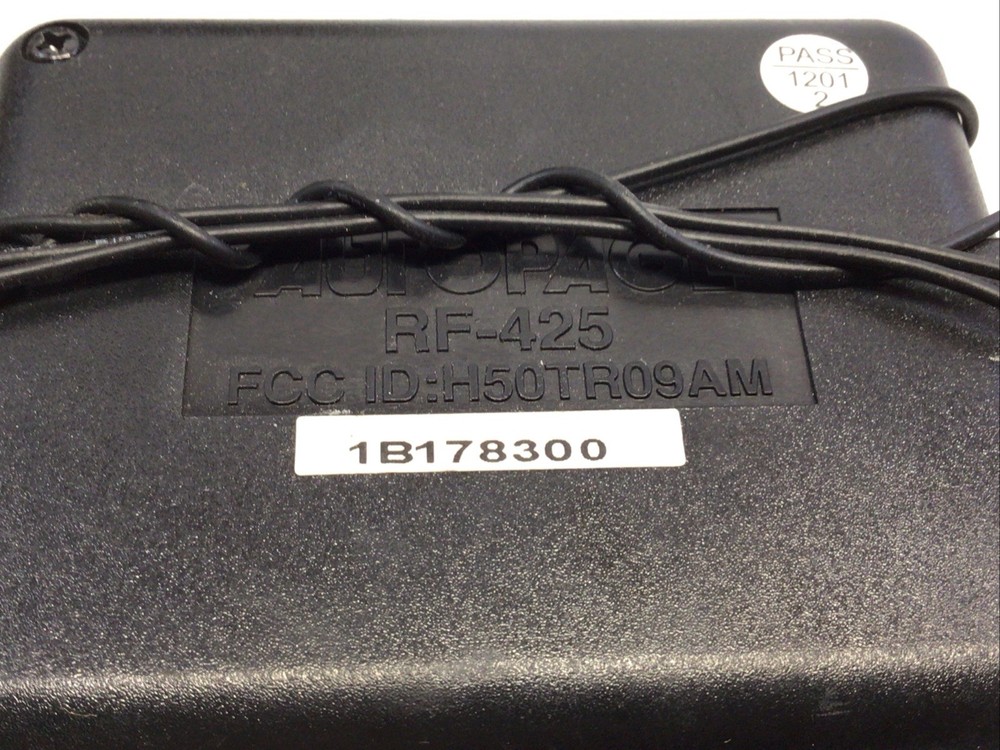 PASS
1201
2
AUTOPAGE
RF-425
FCC ID:H50TR09AM
1B178300